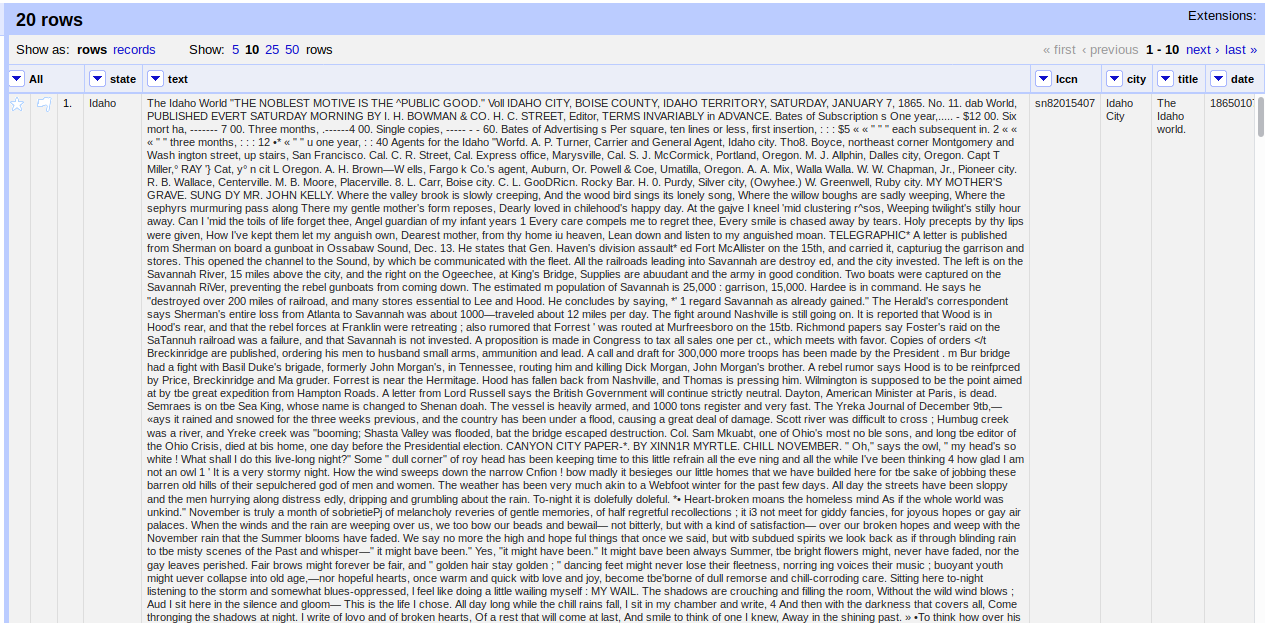 20 rows
Extensions:
Show as: rows records Show: 5 10 25 50 rows « first ‹ previous 1 - 10 next › last »
All state text lccn city title date
1. Idaho The Idaho World "THE NOBLEST MOTIVE IS THE ^PUBLIC GOOD." Voll IDAHO CITY, BOISE COUNTY, IDAHO TERRITORY, SATURDAY, JANUARY 7, 1865. No. 11. dab World, sn82015407 Idaho The 18650107
PUBLISHED EVERT SATURDAY MORNING BY I. H. BOWMAN & CO. H. C. STREET, Editor, TERMS INVARIABLY in ADVANCE. Bates of Subscription s One year,..... - $12 00. Six City Idaho
mort ha, ------- 7 00. Three months, .------4 00. Single copies, ----- - - 60. Bates of Advertising s Per square, ten lines or less, first insertion, : : : $5 « « " " " each subsequent in. 2 « « world.
« " " three months, : : : 12 •* « " " u one year, : : 40 Agents for the Idaho "Worfd. A. P. Turner, Carrier and General Agent, Idaho city. Tho8. Boyce, northeast corner Montgomery and
Wash ington street, up stairs, San Francisco. Cal. C. R. Street, Cal. Express office, Marysville, Cal. S. J. McCormick, Portland, Oregon. M. J. Allphin, Dalles city, Oregon. Capt T
Miller,° RAY '} Cat, y° n cit L Oregon. A. H. Brown—W ells, Fargo k Co.'s agent, Auburn, Or. Powell & Coe, Umatilla, Oregon. A. A. Mix, Walla Walla. W. W. Chapman, Jr., Pioneer city.
R. B. Wallace, Centerville. M. B. Moore, Placerville. 8. L. Carr, Boise city. C. L. GooDRicn. Rocky Bar. H. 0. Purdy, Silver city, (Owyhee.) W. Greenwell, Ruby city. MY MOTHER'S
GRAVE. SUNG DY MR. JOHN KELLY. Where the valley brook is slowly creeping, And the wood bird sings its lonely song, Where the willow boughs are sadly weeping, Where the
sephyrs murmuring pass along There my gentle mother's form reposes, Dearly loved in chilehood's happy day. At the gajve I kneel 'mid clustering r^sos, Weeping twilight's stilly hour
away. Can I 'mid the toils of life forget thee, Angel guardian of my infant years 1 Every care compels me to regret thee, Every smile is chased away by tears. Holy precepts by thy lips
were given, How I've kept them let my anguish own, Dearest mother, from thy home iu heaven, Lean down and listen to my anguished moan. TELEGRAPHIC* A letter is published
from Sherman on board a gunboat in Ossabaw Sound, Dec. 13. He states that Gen. Haven's division assault* ed Fort McAllister on the 15th, and carried it, capturiug the garrison and
stores. This opened the channel to the Sound, by which be communicated with the fleet. All the railroads leading into Savannah are destroy ed, and the city invested. The left is on the
Savannah River, 15 miles above the city, and the right on the Ogeechee, at King's Bridge, Supplies are abuudant and the army in good condition. Two boats were captured on the
Savannah RiVer, preventing the rebel gunboats from coming down. The estimated m population of Savannah is 25,000 : garrison, 15,000. Hardee is in command. He says he
"destroyed over 200 miles of railroad, and many stores essential to Lee and Hood. He concludes by saying, *' 1 regard Savannah as already gained." The Herald's correspondent
says Sherman's entire loss from Atlanta to Savannah was about 1000—traveled about 12 miles per day. The fight around Nashville is still going on. It is reported that Wood is in
Hood's rear, and that the rebel forces at Franklin were retreating ; also rumored that Forrest ' was routed at Murfreesboro on the 15tb. Richmond papers say Foster's raid on the
SaTannuh railroad was a failure, and that Savannah is not invested. A proposition is made in Congress to tax all sales one per ct., which meets with favor. Copies of orders </t
Breckinridge are published, ordering his men to husband small arms, ammunition and lead. A call and draft for 300,000 more troops has been made by the President . m Bur bridge
had a fight with Basil Duke's brigade, formerly John Morgan's, in Tennessee, routing him and killing Dick Morgan, John Morgan's brother. A rebel rumor says Hood is to be reinfprced
by Price, Breckinridge and Ma gruder. Forrest is near the Hermitage. Hood has fallen back from Nashville, and Thomas is pressing him. Wilmington is supposed to be the point aimed
at by the great expedition from Hampton Roads. A letter from Lord Russell says the British Government will continue strictly neutral. Dayton, American Minister at Paris, is dead.
Semraes is on the Sea King, whose name is changed to Shenan doah. The vessel is heavily armed, and 1000 tons register and very fast. The Yreka Journal of December 9tb,—
«ays it rained and snowed for the three weeks previous, and the country has been under a flood, causing a great deal of damage. Scott river was difficult to cross ; Humbug creek
was a river, and Yreke creek was "booming; Shasta Valley was flooded, bat the bridge escaped destruction. Col. Sam Mkuabt, one of Ohio's most no ble sons, and long tbe editor of
the Ohio Crisis, died at bis home, one day before the Presidential election. CANYON CITY PAPER-*. BY XINN1R MYRTLE. CHILL NOVEMBER. " Oh," says the owl, " my head's so
white ! What shall I do this live-long night?" Some " dull corner" of roy head has been keeping time to this little refrain all the eve ning and all the while I've been thinking 4 how glad I am
not an owl 1 ' It is a very stormy night. How the wind sweeps down the narrow Cnfion ! bow madly it besieges our little homes that we have builded here for tbe sake of jobbing these
barren old hills of their sepulchered god of men and women. The weather has been very much akin to a Webfoot winter for the past few days. All day the streets have been sloppy
and the men hurrying along distress edly, dripping and grumbling about the rain. To-night it is dolefully doleful. *• Heart-broken moans the homeless mind As if the whole world was
unkind." November is truly a month of sobrietiePj of melancholy reveries of gentle memories, of half regretful recollections ; it i3 not meet for giddy fancies, for joyous hopes or gay air
palaces. When the winds and the rain are weeping over us, we too bow our beads and bewail— not bitterly, but with a kind of satisfaction— over our broken hopes and weep with the
November rain that the Summer blooms have faded. We say no more the high and hope ful things that once we said, but witb subdued spirits we look back as if through blinding rain
to tbe misty scenes of the Past and whisper—" it might bave been." Yes, "it might have been." It might bave been always Summer, tbe bright flowers might, never have faded, nor the
gay leaves perished. Fair brows might forever be fair, and " golden hair stay golden ; " dancing feet might never lose their fleetness, norring ing voices their music ; buoyant youth
might uever collapse into old age,—nor hopeful hearts, once warm and quick witb love and joy, become tbe'borne of dull remorse and chill-corroding care. Sitting here to-night
listening to the storm and somewhat blues-oppressed, I feel like doing a little wailing myself : MY WAIL. The shadows are crouching and filling the room, Without the wild wind blows ;
Aud I sit here in the silence and gloom— This is the life I chose. All day long while the chill rains fall, I sit in my chamber and write, 4 And then with the darkness that covers all, Come
thronging the shadows at night. I write of lovo and of broken hearts, Of a rest that will come at last, And smile to think of one I knew, Away in the shining past. » •To think how over his